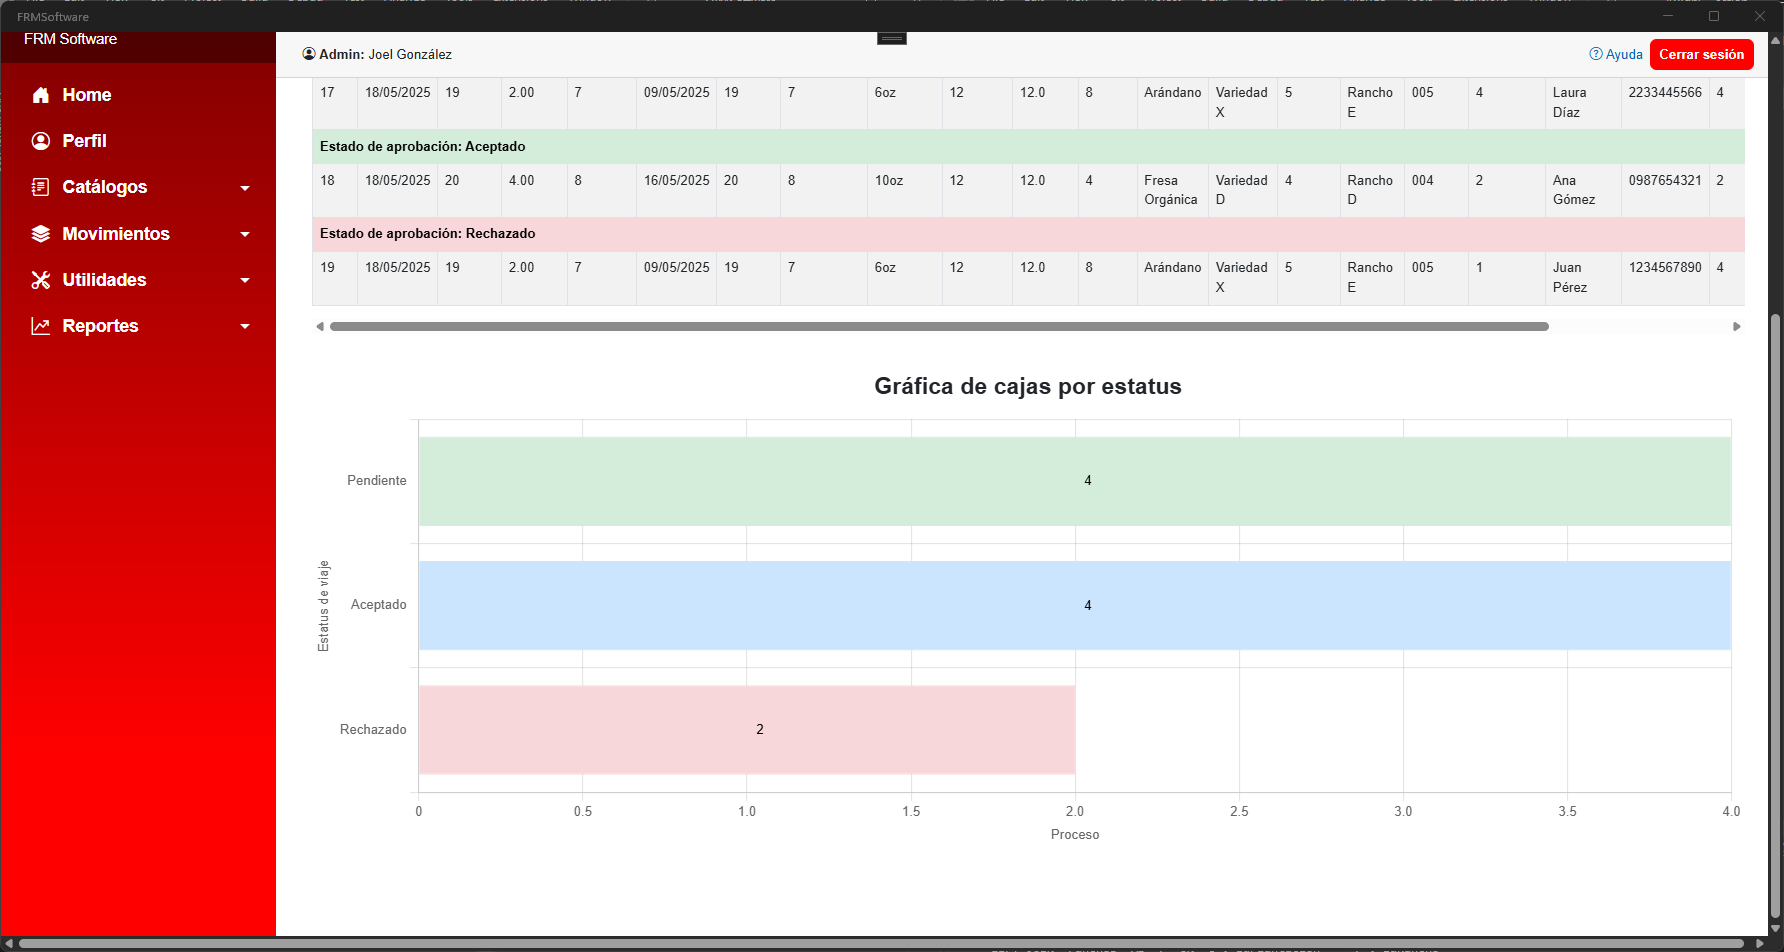 FRMSoftware
FRM Software
Admin: Joel González
Ayuda
Cerrar sesión
Home
Perfil
Catálogos
Movimientos
Utilidades
Reportes
17 18/05/2025 19 2.00 7 09/05/2025 19 7 6oz 12 12.0 8 Arándano Variedad X 5 Rancho E 005 4 Laura Díaz 2233445566 4
Estado de aprobación: Aceptado
18 18/05/2025 20 4.00 8 16/05/2025 20 8 10oz 12 12.0 4 Fresa Orgánica Variedad D 4 Rancho D 004 2 Ana Gómez 0987654321 2
Estado de aprobación: Rechazado
19 18/05/2025 19 2.00 7 09/05/2025 19 7 6oz 12 12.0 8 Arándano Variedad X 5 Rancho E 005 1 Juan Pérez 1234567890 4
Gráfica de cajas por estatus
Estatus de viaje
Pendiente 4
Aceptado 4
Rechazado 2
0 0.5 1.0 1.5 2.0 2.5 3.0 3.5 4.0
Proceso